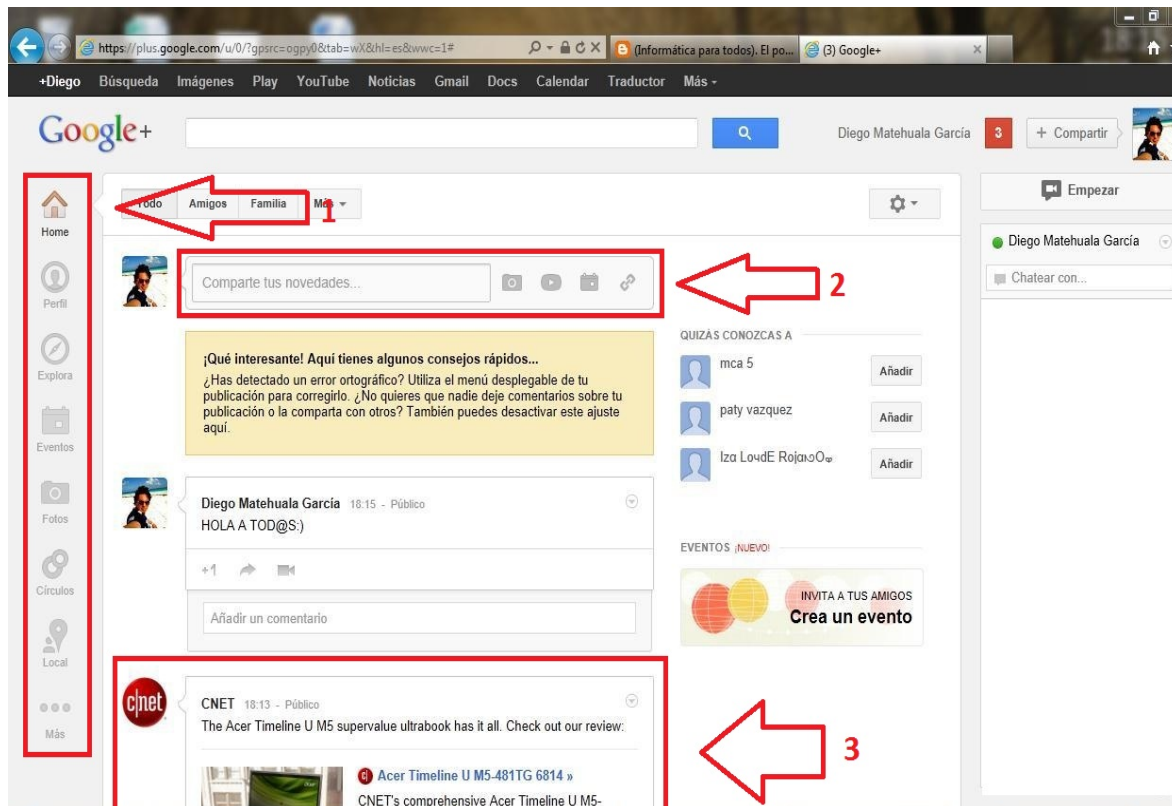 https://plus.google.com/u/0/?gpsrc=ogpy0&tab=wX&hl=es&wwc=1#
(Informática para todos). El po...
(3) Google+
+Diego Búsqueda Imágenes Play YouTube Noticias Gmail Docs Calendar Traductor Más
Google+
Diego Matehuala García 3 + Compartir
Home
Perfil
Explora
Eventos
Fotos
Círculos
Local
Más
Todo Amigos Familia Más
1
Comparte tus novedades...
2
¡Qué interesante! Aquí tienes algunos consejos rápidos...
¿Has detectado un error ortográfico? Utiliza el menú desplegable de tu
publicación para corregirlo. ¿No quieres que nadie deje comentarios sobre tu
publicación o la comparta con otros? También puedes desactivar este ajuste
aquí.
Diego Matehuala García 18:15 - Público
HOLA A TOD@S:)
+1
Añadir un comentario
c|net
CNET 18:13 - Público
The Acer Timeline U M5 supervalue ultrabook has it all. Check out our review:
Acer Timeline U M5-481TG 6814 »
CNET's comprehensive Acer Timeline U M5-
3
QUIZÁS CONOZCAS A
mca 5 Añadir
paty vazquez Añadir
Iza Añadir
EVENTOS ¡NUEVO!
INVITA A TUS AMIGOS
Crea un evento
Empezar
Diego Matehuala García
Chatear con...